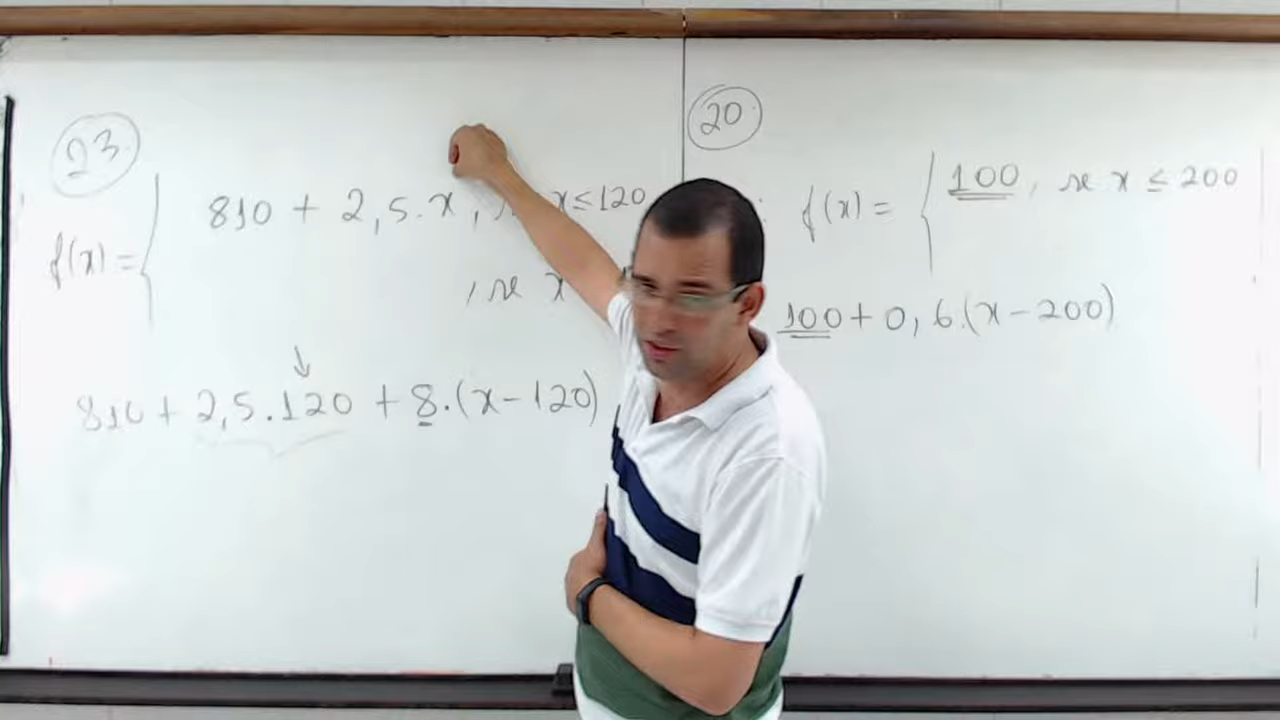 23
810 + 2,5.x, x≤120
f(x)=
, se x
810 + 2,5.120 + 8.(x-120)
20
: f(x) = 100, se x ≤ 200
100 + 0,6.(x-200)